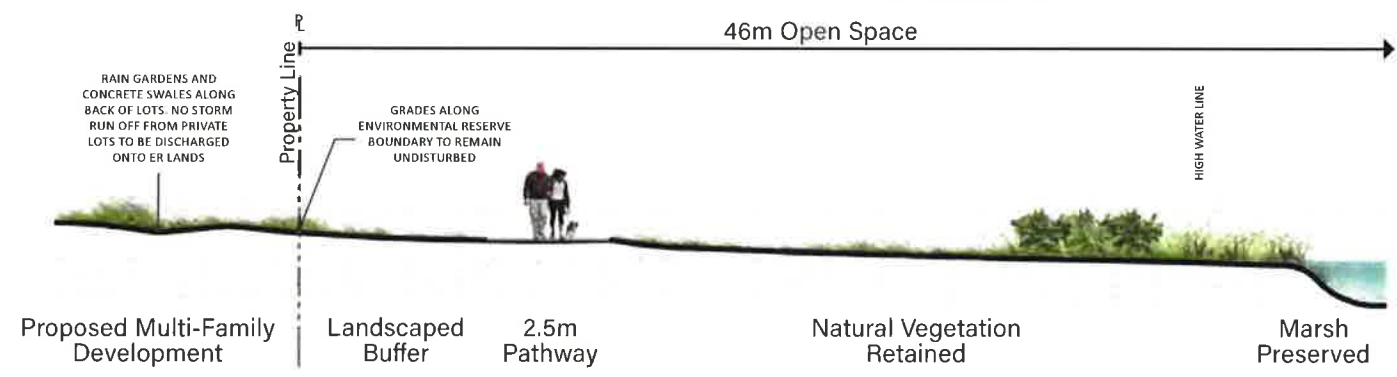 ℄
46m Open Space
Property Line
RAIN GARDENS AND
CONCRETE SWALES ALONG
BACK OF LOTS. NO STORM
RUN OFF FROM PRIVATE
LOTS TO BE DISCHARGED
ONTO ER LANDS
GRADES ALONG
ENVIRONMENTAL RESERVE
BOUNDARY TO REMAIN
UNDISTURBED
HIGH WATER LINE
Proposed Multi-Family
Development
Landscaped
Buffer
2.5m
Pathway
Natural Vegetation
Retained
Marsh
Preserved